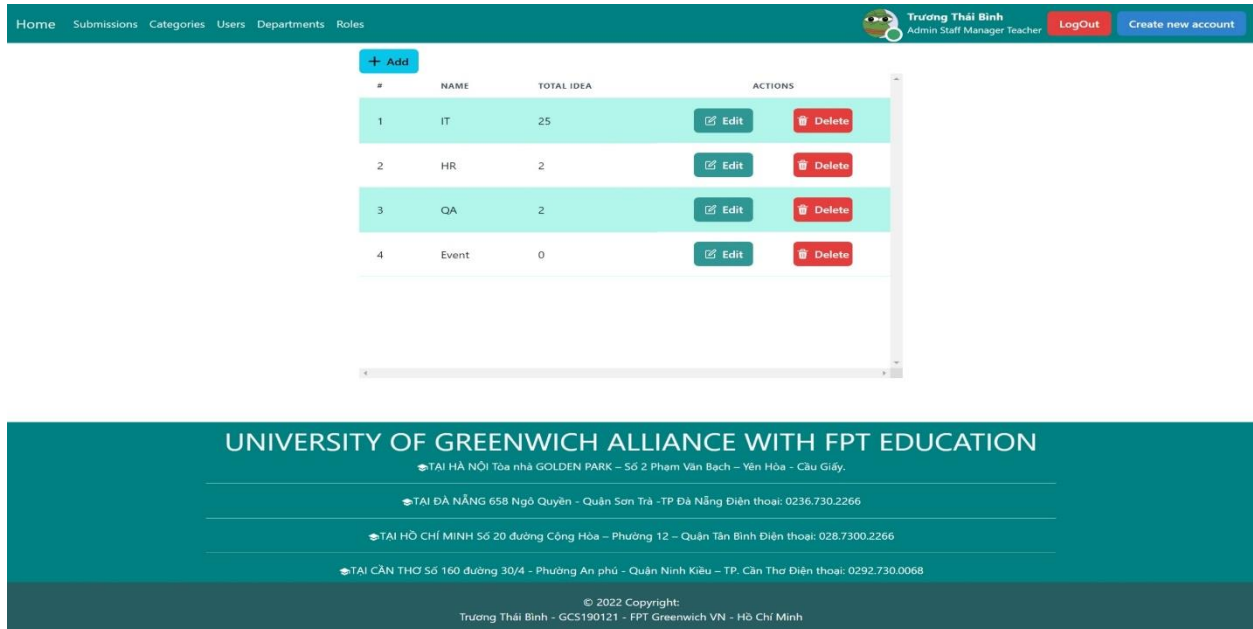 Home Submissions Categories Users Departments Roles
Trương Thái Bình
Admin Staff Manager Teacher
LogOut
Create new account
+ Add
# NAME TOTAL IDEA ACTIONS
1 IT 25 Edit Delete
2 HR 2 Edit Delete
3 QA 2 Edit Delete
4 Event 0 Edit Delete
UNIVERSITY OF GREENWICH ALLIANCE WITH FPT EDUCATION
TẠI HÀ NỘI Tòa nhà GOLDEN PARK – Số 2 Phạm Văn Bạch – Yên Hòa - Cầu Giấy.
TẠI ĐÀ NẴNG 658 Ngô Quyền - Quận Sơn Trà -TP Đà Nẵng Điện thoại: 0236.730.2266
TẠI HỒ CHÍ MINH Số 20 đường Cộng Hòa – Phường 12 – Quận Tân Bình Điện thoại: 028.7300.2266
TẠI CẦN THƠ Số 160 đường 30/4 - Phường An phú - Quận Ninh Kiều – TP. Cần Thơ Điện thoại: 0292.730.0068
© 2022 Copyright:
Trương Thái Bình - GCS190121 - FPT Greenwich VN - Hồ Chí Minh